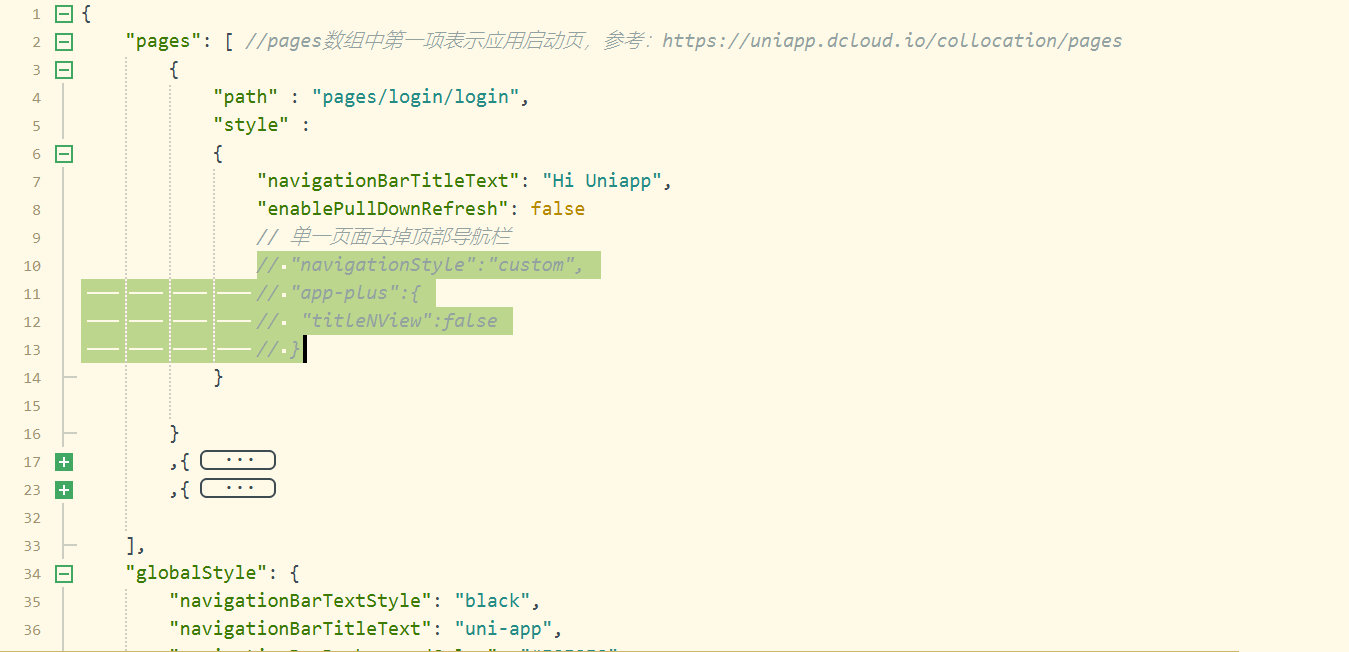 1 {
2 "pages": [ //pages数组中第一项表示应用启动页，参考：https://uniapp.dcloud.io/collocation/pages
3 {
4 "path" : "pages/login/login",
5 "style" :
6 {
7 "navigationBarTitleText": "Hi Uniapp",
8 "enablePullDownRefresh": false
9 // 单一页面去掉顶部导航栏
10 // "navigationStyle":"custom",
11 // "app-plus":{
12 // "titleNView":false
13 // }
14 }
15
16 }
17 ,{ ...
23 ,{ ...
32
33 ],
34 "globalStyle": {
35 "navigationBarTextStyle": "black",
36 "navigationBarTitleText": "uni-app",